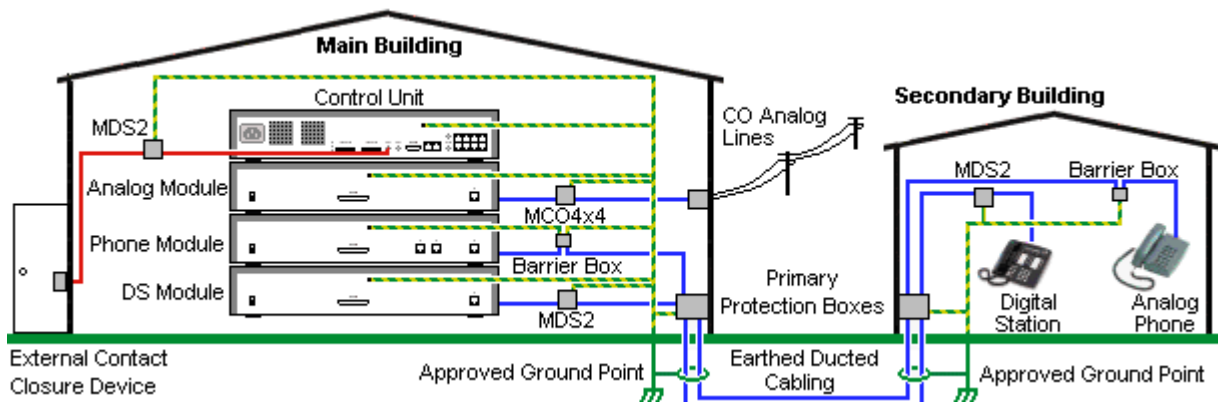 Main Building
Control Unit
MDS2
Analog Module
MCO4x4
Phone Module
Barrier Box
DS Module
MDS2
External Contact
Closure Device
Approved Ground Point
CO Analog
Lines
Primary
Protection Boxes
Earthed Ducted
Cabling
Secondary Building
MDS2
Barrier Box
Digital
Station
Analog
Phone
Approved Ground Point